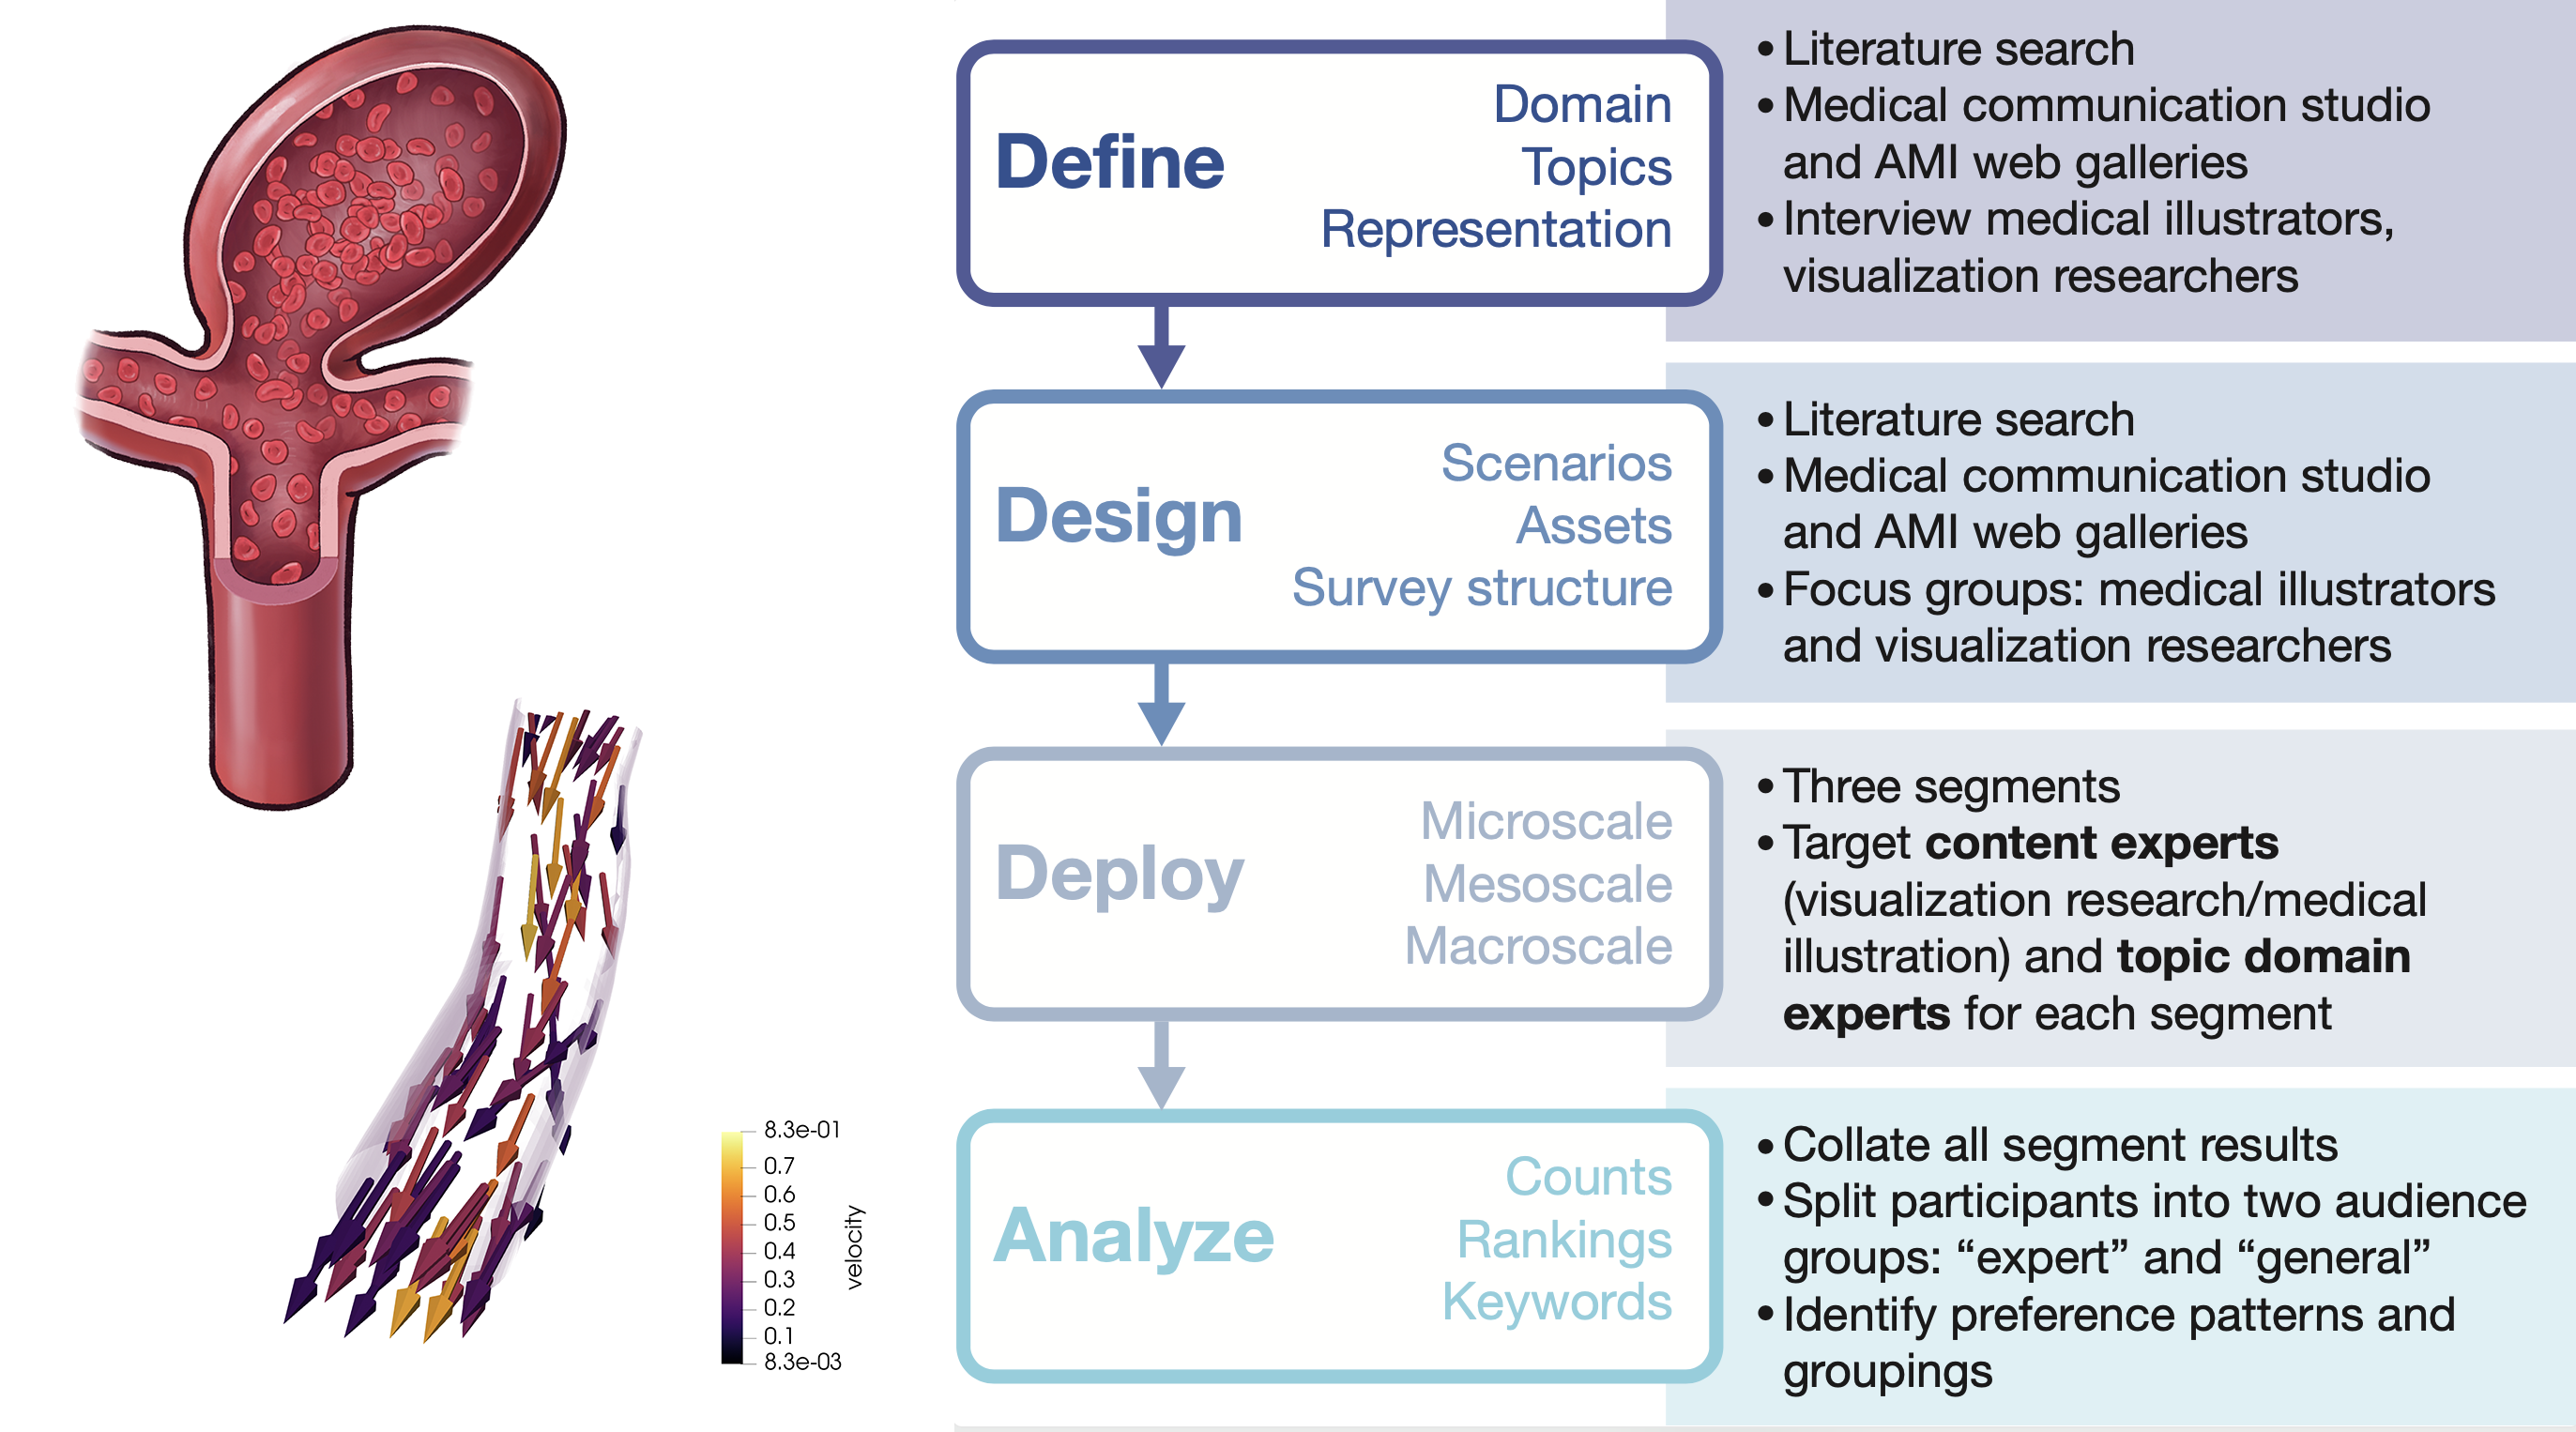 8.3e-01
0.7
0.6
0.5
0.4
0.3
0.2
0.1
8.3e-03
velocity
Define
Domain
Topics
Representation
• Literature search
• Medical communication studio
and AMI web galleries
• Interview medical illustrators,
visualization researchers
Design
Scenarios
Assets
Survey structure
• Literature search
• Medical communication studio
and AMI web galleries
• Focus groups: medical illustrators
and visualization researchers
Deploy
Microscale
Mesoscale
Macroscale
• Three segments
• Target content experts
(visualization research/medical
illustration) and topic domain
experts for each segment
Analyze
Counts
Rankings
Keywords
• Collate all segment results
• Split participants into two audience
groups: “expert” and “general”
• Identify preference patterns and
groupings